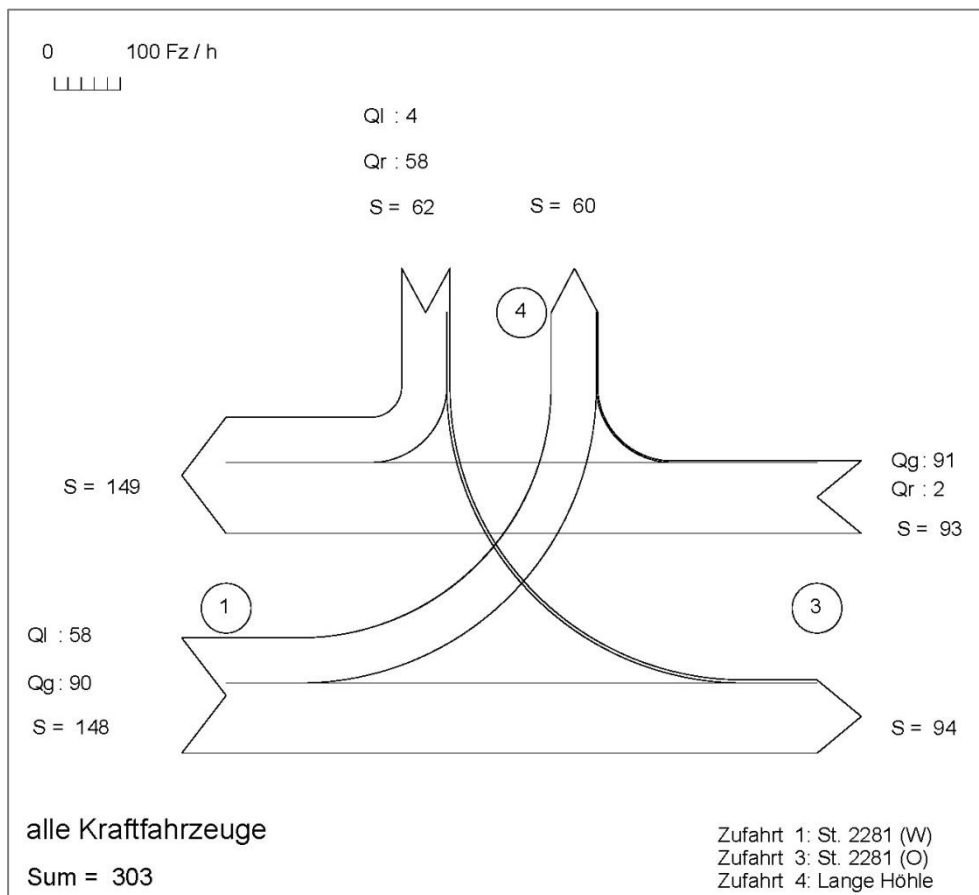 0 100 Fz / h
Ql : 4
Qr : 58
S = 62
S = 60
4
S = 149
Qg : 91
Qr : 2
S = 93
1
3
Ql : 58
Qg : 90
S = 148
S = 94
alle Kraftfahrzeuge
Sum = 303
Zufahrt 1: St. 2281 (W)
Zufahrt 3: St. 2281 (O)
Zufahrt 4: Lange Höhle